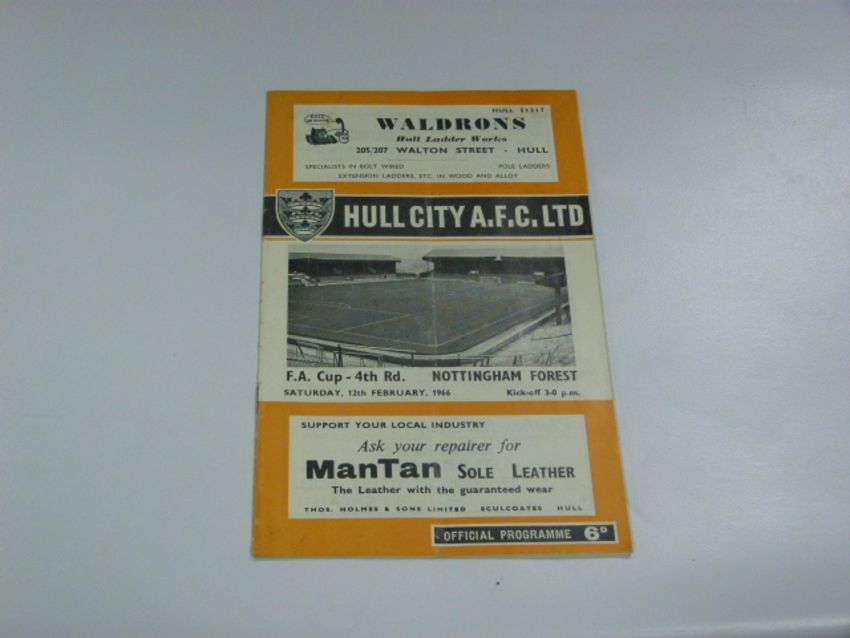 HULL 51217
WALDRONS
Hull Ladder Works
205/207 WALTON STREET - HULL
SPECIALISTS IN BOLT WIRED POLE LADDERS
EXTENSION LADDERS, ETC. IN WOOD AND ALLOY
HULL CITY A.F.C. LTD
F.A. Cup - 4th Rd. NOTTINGHAM FOREST
SATURDAY, 12th FEBRUARY, 1966 Kick-off 3-0 p.m.
SUPPORT YOUR LOCAL INDUSTRY
Ask your repairer for
ManTan SOLE LEATHER
The Leather with the guaranteed wear
THOS. HOLMES & SONS LIMITED SCULCOATES HULL
OFFICIAL PROGRAMME 6D